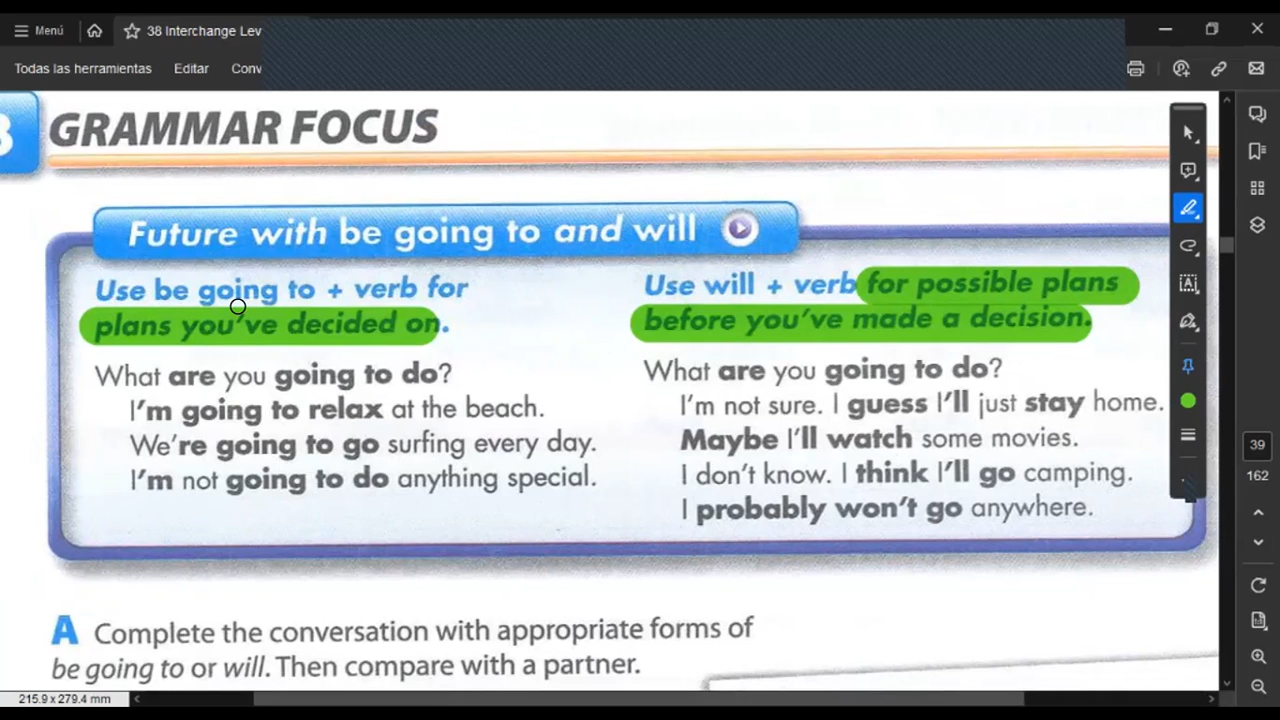 Menú
38 Interchange Lev
Todas las herramientas
Editar
Conv
3
GRAMMAR FOCUS
Future with be going to and will
Use be going to + verb for
plans you've decided on.
What are you going to do?
I'm going to relax at the beach.
We're going to go surfing every day.
I'm not going to do anything special.
Use will + verb for possible plans
before you've made a decision.
What are you going to do?
I'm not sure. I guess I'll just stay home.
Maybe I'll watch some movies.
I don't know. I think I'll go camping.
I probably won't go anywhere.
A Complete the conversation with appropriate forms of
be going to or will. Then compare with a partner.
39
162
215.9 x 279.4 mm